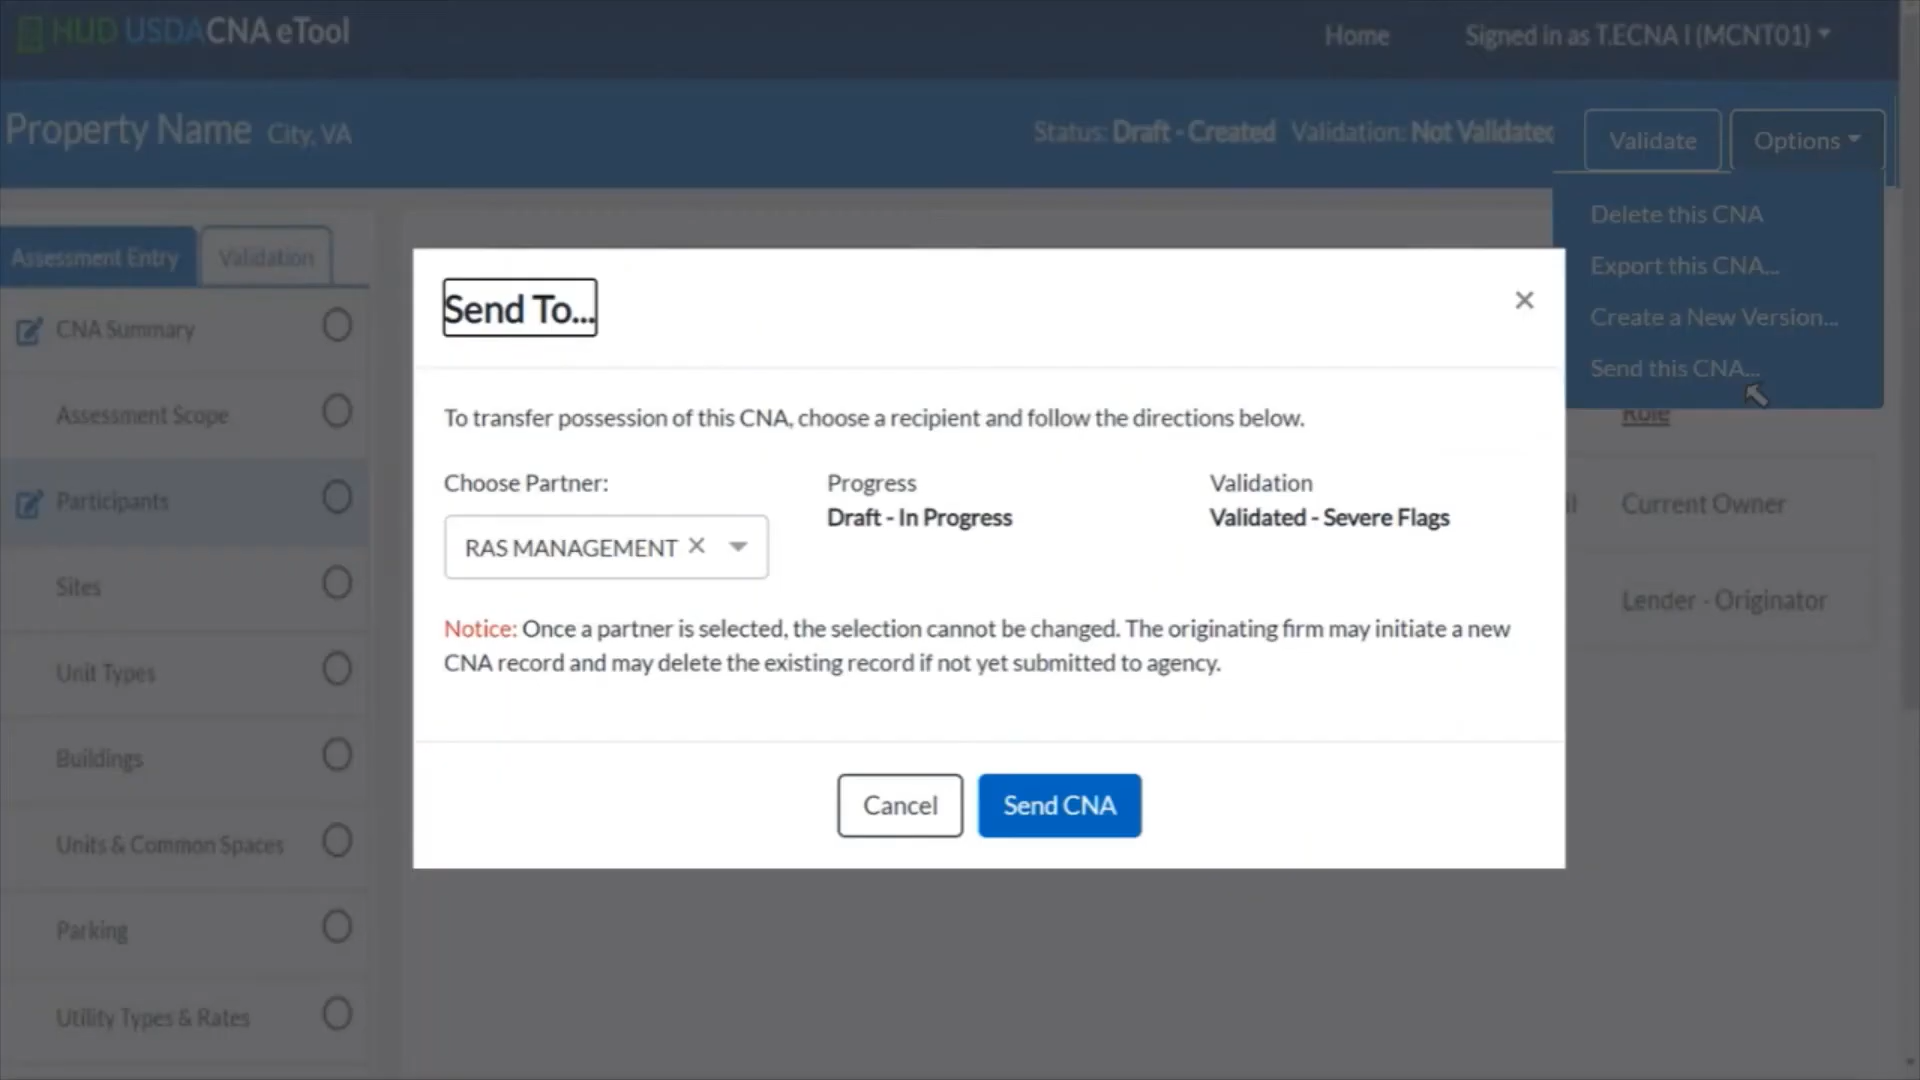 HUD USDA CNA eTool
Home
Signed in as T.ECNA I (MCNT01)
Property Name City, VA
Status: Draft - Created Validation: Not Validated
Validate
Options
Delete this CNA
Export this CNA...
Create a New Version...
Send this CNA...
Assessment Entry
Validation
CNA Summary
Assessment Scope
Participants
Sites
Unit Types
Buildings
Units & Common Spaces
Parking
Utility Types & Rates
Send To...
×
To transfer possession of this CNA, choose a recipient and follow the directions below.
Choose Partner:
RAS MANAGEMENT ×
Progress
Draft - In Progress
Validation
Validated - Severe Flags
Notice: Once a partner is selected, the selection cannot be changed. The originating firm may initiate a new
CNA record and may delete the existing record if not yet submitted to agency.
Cancel
Send CNA
Role
Current Owner
Lender - Originator